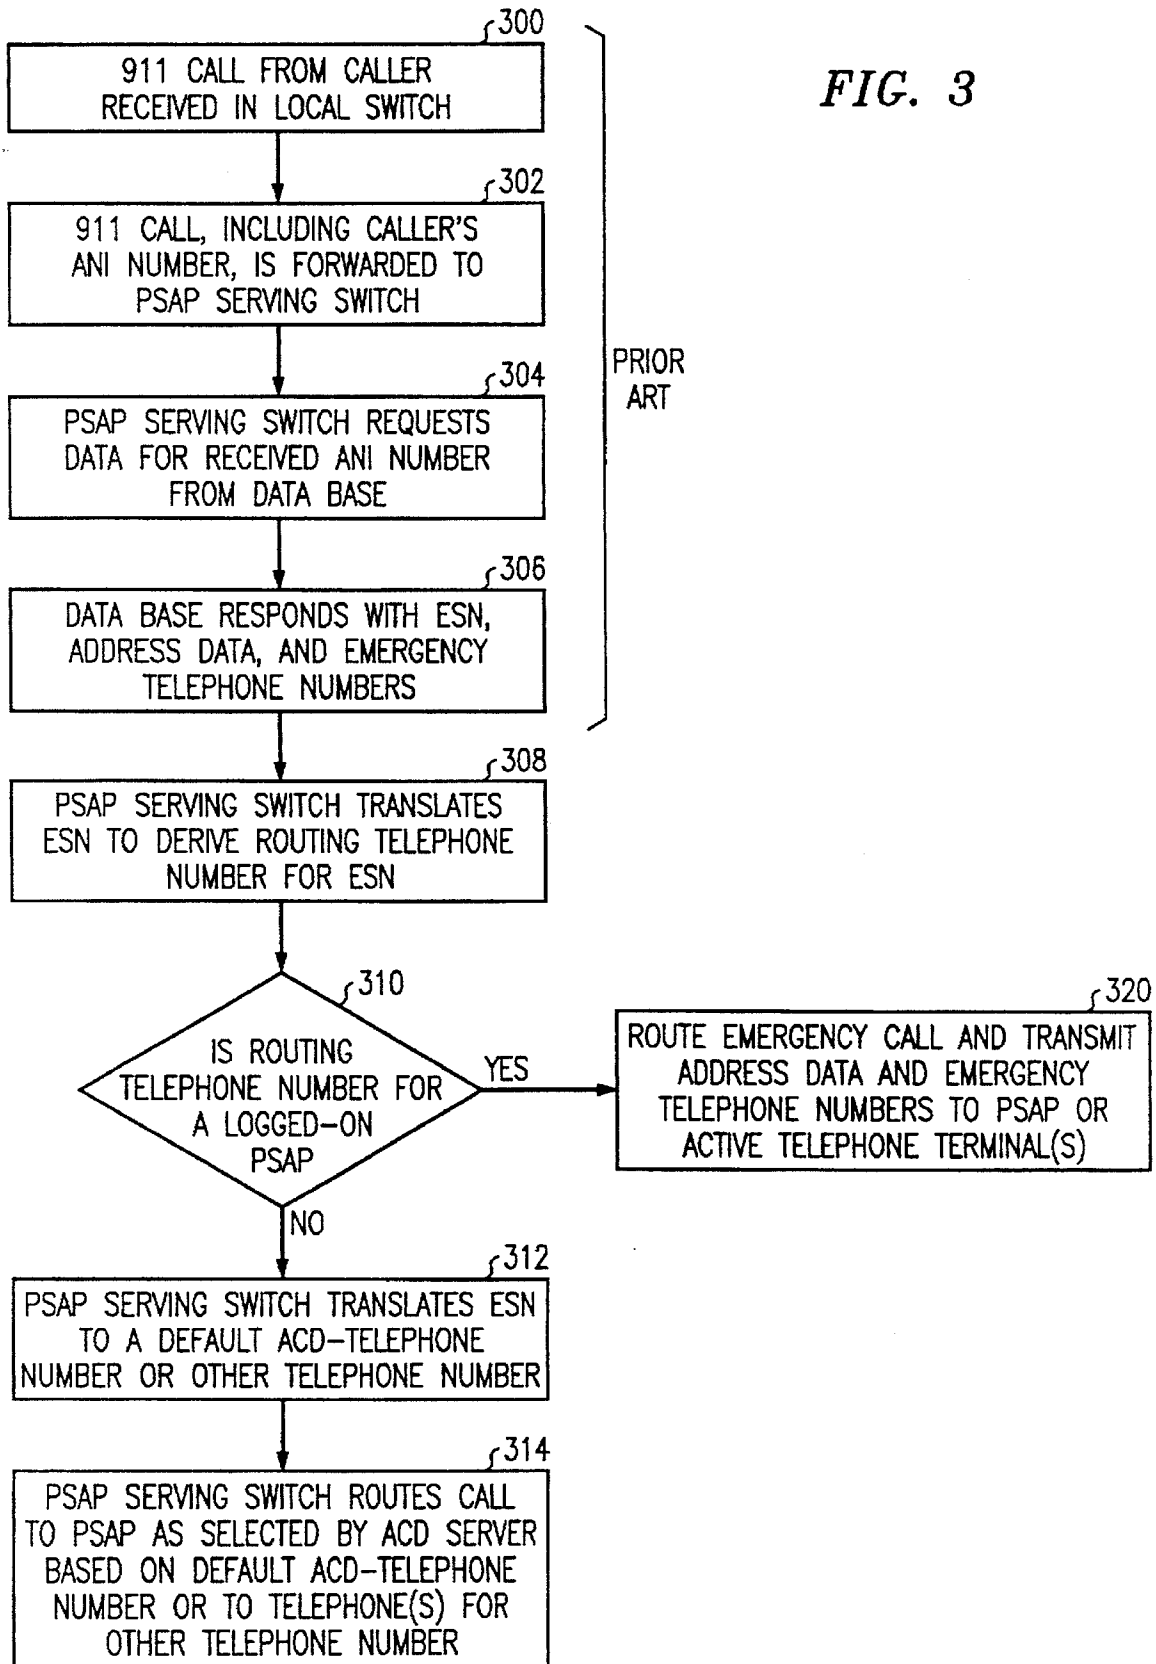 FIG. 3
300
911 CALL FROM CALLER
RECEIVED IN LOCAL SWITCH
302
911 CALL, INCLUDING CALLER'S
ANI NUMBER, IS FORWARDED TO
PSAP SERVING SWITCH
304
PSAP SERVING SWITCH REQUESTS
DATA FOR RECEIVED ANI NUMBER
FROM DATA BASE
306
DATA BASE RESPONDS WITH ESN,
ADDRESS DATA, AND EMERGENCY
TELEPHONE NUMBERS
PRIOR
ART
308
PSAP SERVING SWITCH TRANSLATES
ESN TO DERIVE ROUTING TELEPHONE
NUMBER FOR ESN
310
IS ROUTING
TELEPHONE NUMBER FOR
A LOGGED-ON
PSAP
YES
320
ROUTE EMERGENCY CALL AND TRANSMIT
ADDRESS DATA AND EMERGENCY
TELEPHONE NUMBERS TO PSAP OR
ACTIVE TELEPHONE TERMINAL(S)
NO
312
PSAP SERVING SWITCH TRANSLATES ESN
TO A DEFAULT ACD-TELEPHONE
NUMBER OR OTHER TELEPHONE NUMBER
314
PSAP SERVING SWITCH ROUTES CALL
TO PSAP AS SELECTED BY ACD SERVER
BASED ON DEFAULT ACD-TELEPHONE
NUMBER OR TO TELEPHONE(S) FOR
OTHER TELEPHONE NUMBER